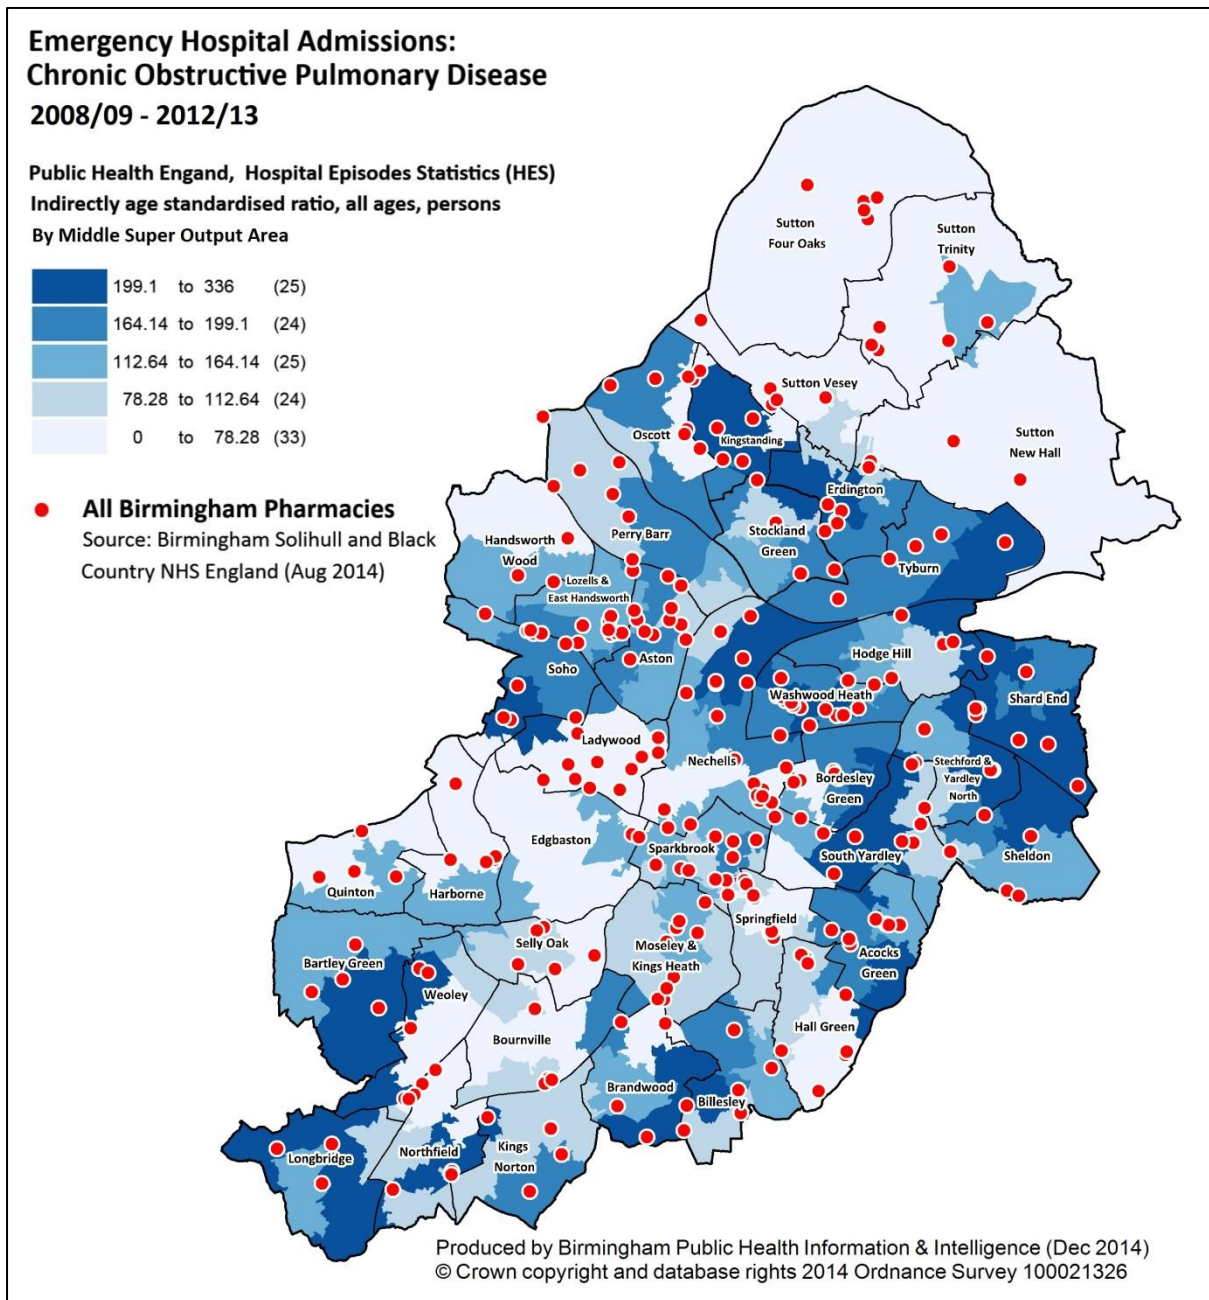 Emergency Hospital Admissions:
Chronic Obstructive Pulmonary Disease
2008/09 - 2012/13
Public Health Engand, Hospital Episodes Statistics (HES)
Indirectly age standardised ratio, all ages, persons
By Middle Super Output Area
199.1 to 336 (25)
164.14 to 199.1 (24)
112.64 to 164.14 (25)
78.28 to 112.64 (24)
0 to 78.28 (33)
All Birmingham Pharmacies
Source: Birmingham Solihull and Black
Country NHS England (Aug 2014)
Sutton
Four Oaks
Sutton
Trinity
Sutton Vesey
Sutton
New Hall
Oscott
Kingstanding
Erdington
Perry Barr
Stockland
Green
Tyburn
Handsworth
Wood
Lozells &
East Handsworth
Soho
Aston
Hodge Hill
Washwood Heath
Shard End
Ladywood
Nechells
Bordesley
Green
Stechford &
Yardley
North
Edgbaston
Sparkbrook
South Yardley
Sheldon
Quinton
Harborne
Springfield
Selly Oak
Moseley &
Kings Heath
Acocks
Green
Bartley Green
Weoley
Hall Green
Bournville
Brandwood
Billesley
Longbridge
Northfield
Kings
Norton
Produced by Birmingham Public Health Information & Intelligence (Dec 2014)
© Crown copyright and database rights 2014 Ordnance Survey 100021326